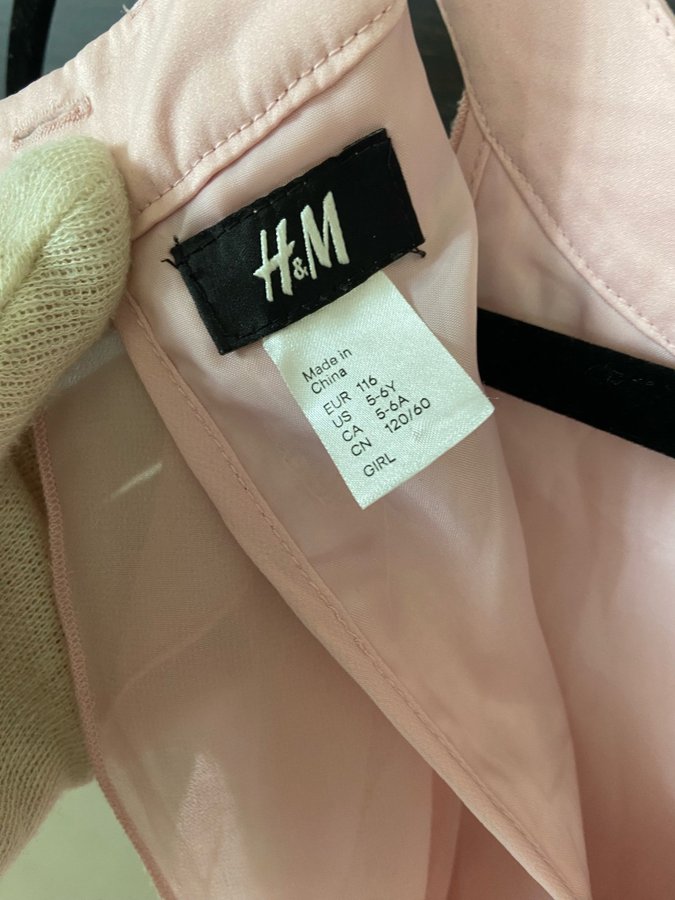 H&M
Made in
China
EUR 116
US 5-6Y
CA 5-6A
CN 120/60
GIRL